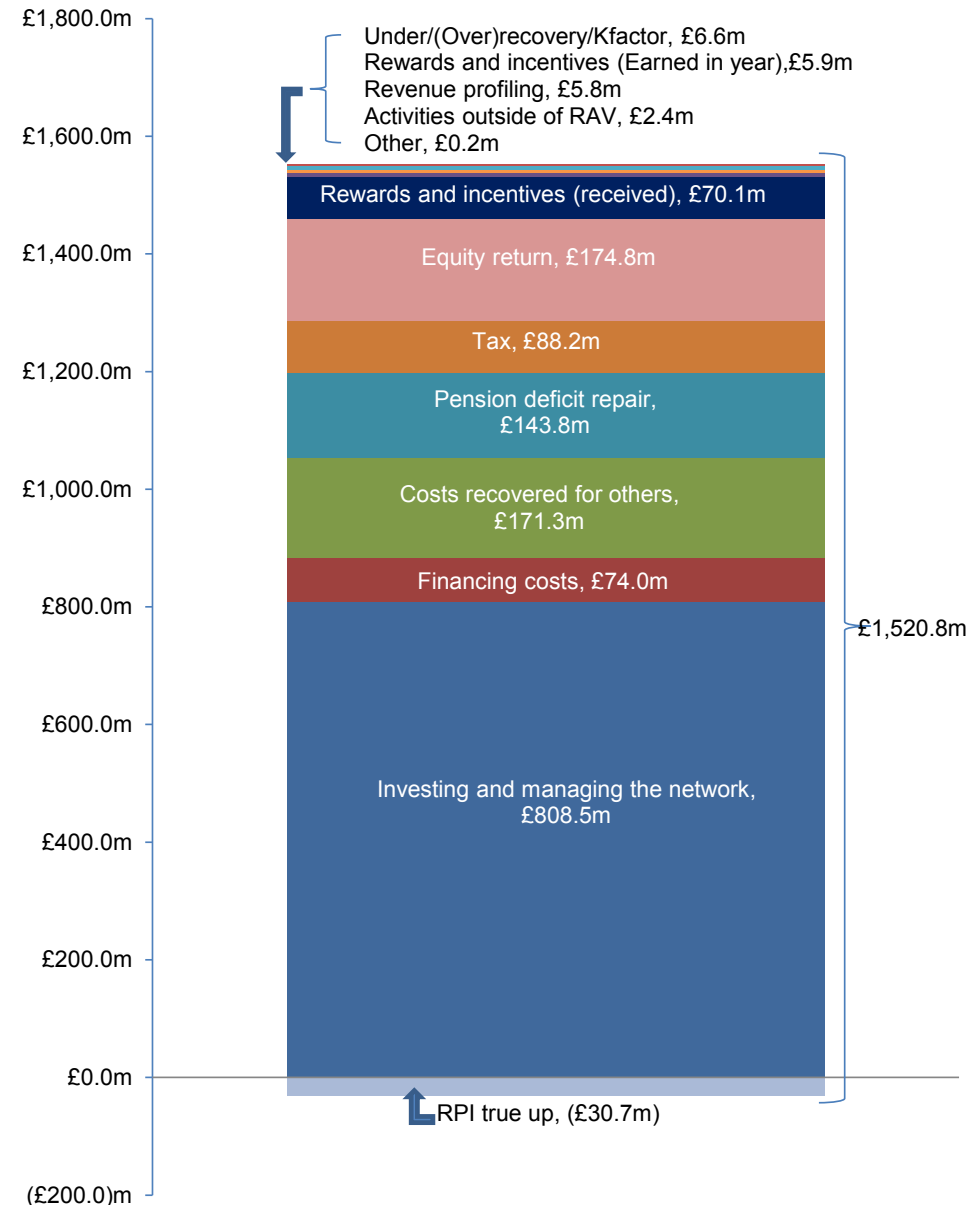 £1,800.0m
Under/(Over)recovery/Kfactor, £6.6m
Rewards and incentives (Earned in year),£5.9m
Revenue profiling, £5.8m
Activities outside of RAV, £2.4m
Other, £0.2m
£1,600.0m
Rewards and incentives (received), £70.1m
£1,400.0m
Equity return, £174.8m
Tax, £88.2m
£1,200.0m
Pension deficit repair,
£143.8m
£1,000.0m
Costs recovered for others,
£171.3m
Financing costs, £74.0m
£800.0m
£1,520.8m
£600.0m
Investing and managing the network,
£808.5m
£400.0m
£200.0m
£0.0m
RPI true up, (£30.7m)
(£200.0)m